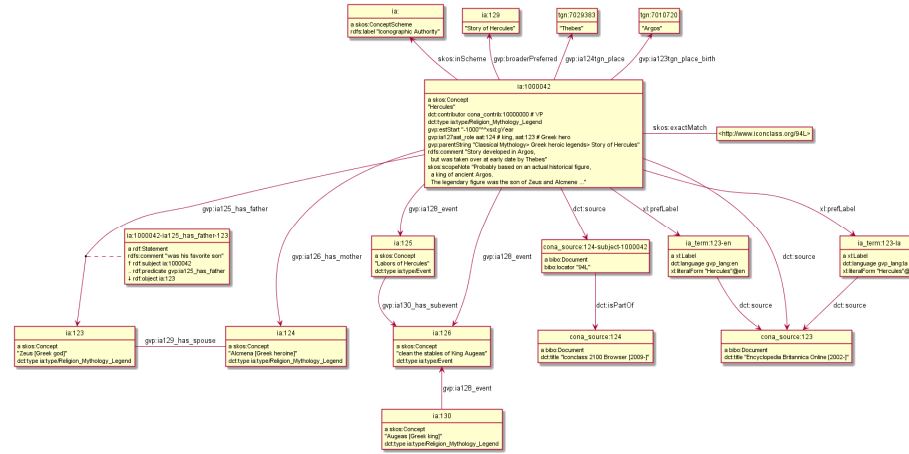 ia:
a skos:ConceptScheme
rdfs:label "Iconographic Authority"
ia:129
"Story of Hercules"
tgn:7029383
"Thebes"
tgn:7010720
"Argos"
skos:inScheme
gvp:broaderPreferred
gvp:ia124tgn_place
gvp:ia123tgn_place_birth
ia:1000042
a skos:Concept
"Hercules"
dct:contributor cona_contrib:10000000 # VP
dct:type ia:type/Religion_Mythology_Legend
gvp:estStart "-1000"^^xsd:gYear
gvp:ia127aat_role aat:124 # king, aat:123 # Greek hero
gvp:parentString "Classical Mythology> Greek heroic legends> Story of Hercules"
rdfs:comment "Story developed in Argos,
but was taken over at early date by Thebes"
skos:scopeNote "Probably based on an actual historical figure,
a king of ancient Argos.
The legendary figure was the son of Zeus and Alcmene ..."
skos:exactMatch
<http://www.iconclass.org/94L>
gvp:ia125_has_father
gvp:ia128_event
dct:source
xl:prefLabel
xl:prefLabel
ia:1000042-ia125_has_father-123
a rdf:Statement
rdfs:comment "was his favorite son"
↑ rdf:subject ia:1000042
.. rdf:predicate gvp:ia125_has_father
↓ rdf:object ia:123
gvp:ia126_has_mother
ia:125
a skos:Concept
"Labors of Hercules"
dct:type ia:type/Event
gvp:ia128_event
cona_source:124-subject-1000042
a bibo:Document
bibo:locator "94L"
ia_term:123-en
a xl:Label
dct:language gvp_lang:en
xl:literalForm "Hercules"@en
dct:source
ia_term:123-la
a xl:Label
dct:language gvp_lang:la
xl:literalForm "Hercules"@
gvp:ia130_has_subevent
dct:isPartOf
dct:source
dct:source
ia:123
a skos:Concept
"Zeus [Greek god]"
dct:type ia:type/Religion_Mythology_Legend
gvp:ia129_has_spouse
ia:124
a skos:Concept
"Alcmena [Greek heroine]"
dct:type ia:type/Religion_Mythology_Legend
ia:126
a skos:Concept
"clean the stables of King Augeas"
dct:type ia:type/Event
cona_source:124
a bibo:Document
dct:title "Iconclass 2100 Browser [2009-]"
cona_source:123
a bibo:Document
dct:title "Encyclopedia Britannica Online [2002-]"
gvp:ia128_event
ia:130
a skos:Concept
"Augeas [Greek king]"
dct:type ia:type/Religion_Mythology_Legend